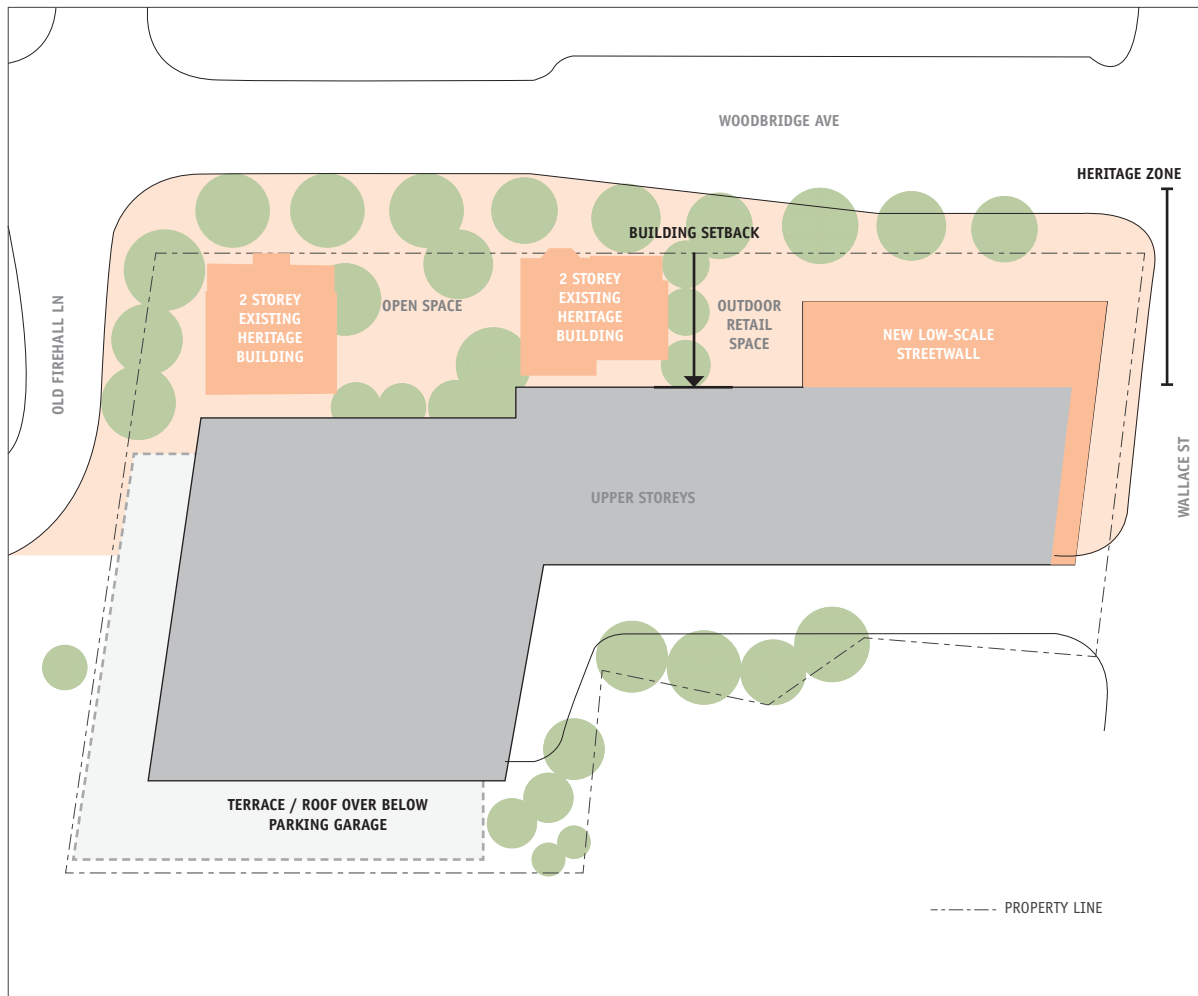 WOODBRIDGE AVE
HERITAGE ZONE
BUILDING SETBACK
2 STOREY
EXISTING
HERITAGE
BUILDING
OPEN SPACE
2 STOREY
EXISTING
HERITAGE
BUILDING
OUTDOOR
RETAIL
SPACE
NEW LOW-SCALE
STREETWALL
OLD FIREHALL LN
WALLACE ST
UPPER STOREYS
TERRACE / ROOF OVER BELOW
PARKING GARAGE
PROPERTY LINE